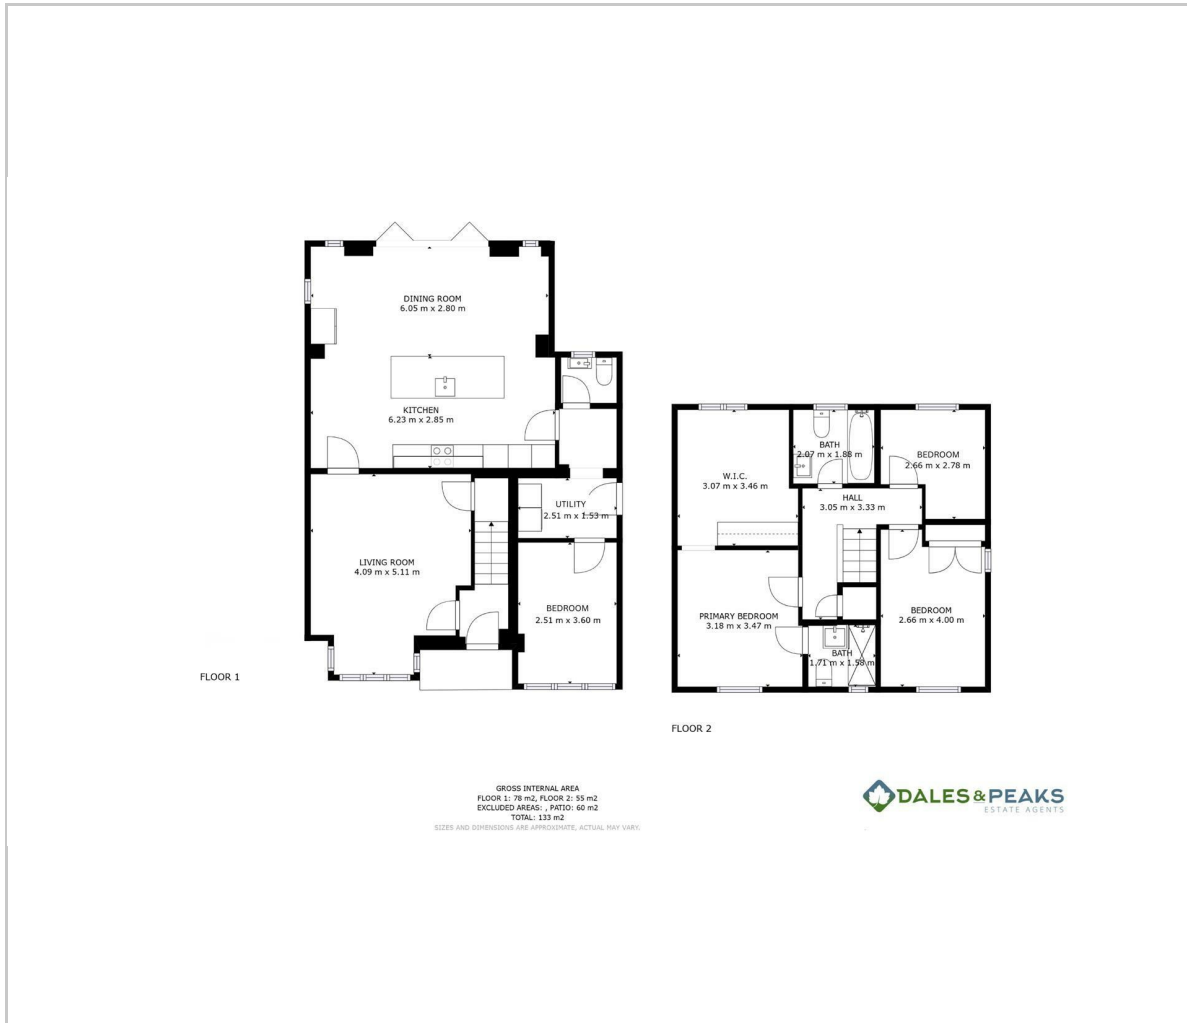 DINING ROOM
6.05 m x 2.80 m
KITCHEN
6.23 m x 2.85 m
UTILITY
2.51 m x 1.53 m
LIVING ROOM
4.09 m x 5.11 m
BEDROOM
2.51 m x 3.60 m
FLOOR 1
BATH
2.07 m x 1.88 m
BEDROOM
2.66 m x 2.78 m
W.I.C.
3.07 m x 3.46 m
HALL
3.05 m x 3.33 m
PRIMARY BEDROOM
3.18 m x 3.47 m
BEDROOM
2.66 m x 4.00 m
BATH
1.71 m x 1.58 m
FLOOR 2
GROSS INTERNAL AREA
FLOOR 1: 78 m2, FLOOR 2: 55 m2
EXCLUDED AREAS: , PATIO: 60 m2
TOTAL: 133 m2
SIZES AND DIMENSIONS ARE APPROXIMATE, ACTUAL MAY VARY.
DALES & PEAKS
ESTATE AGENTS